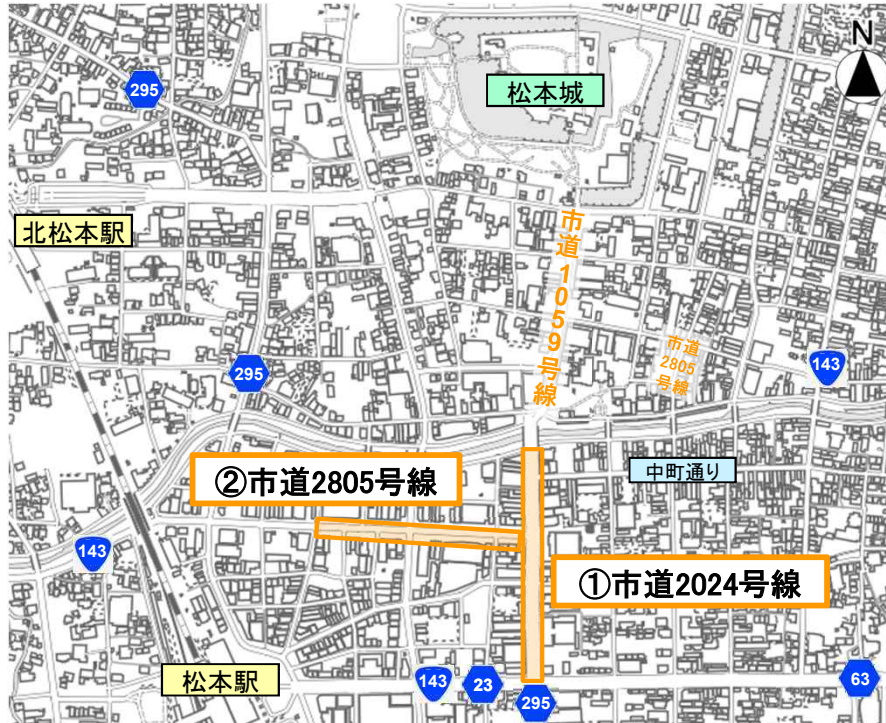 N
松本城
295
北松本駅
市道1059号線
市道
2805
号線
143
295
中町通り
②市道2805号線
143
①市道2024号線
松本駅
143
23
295
63